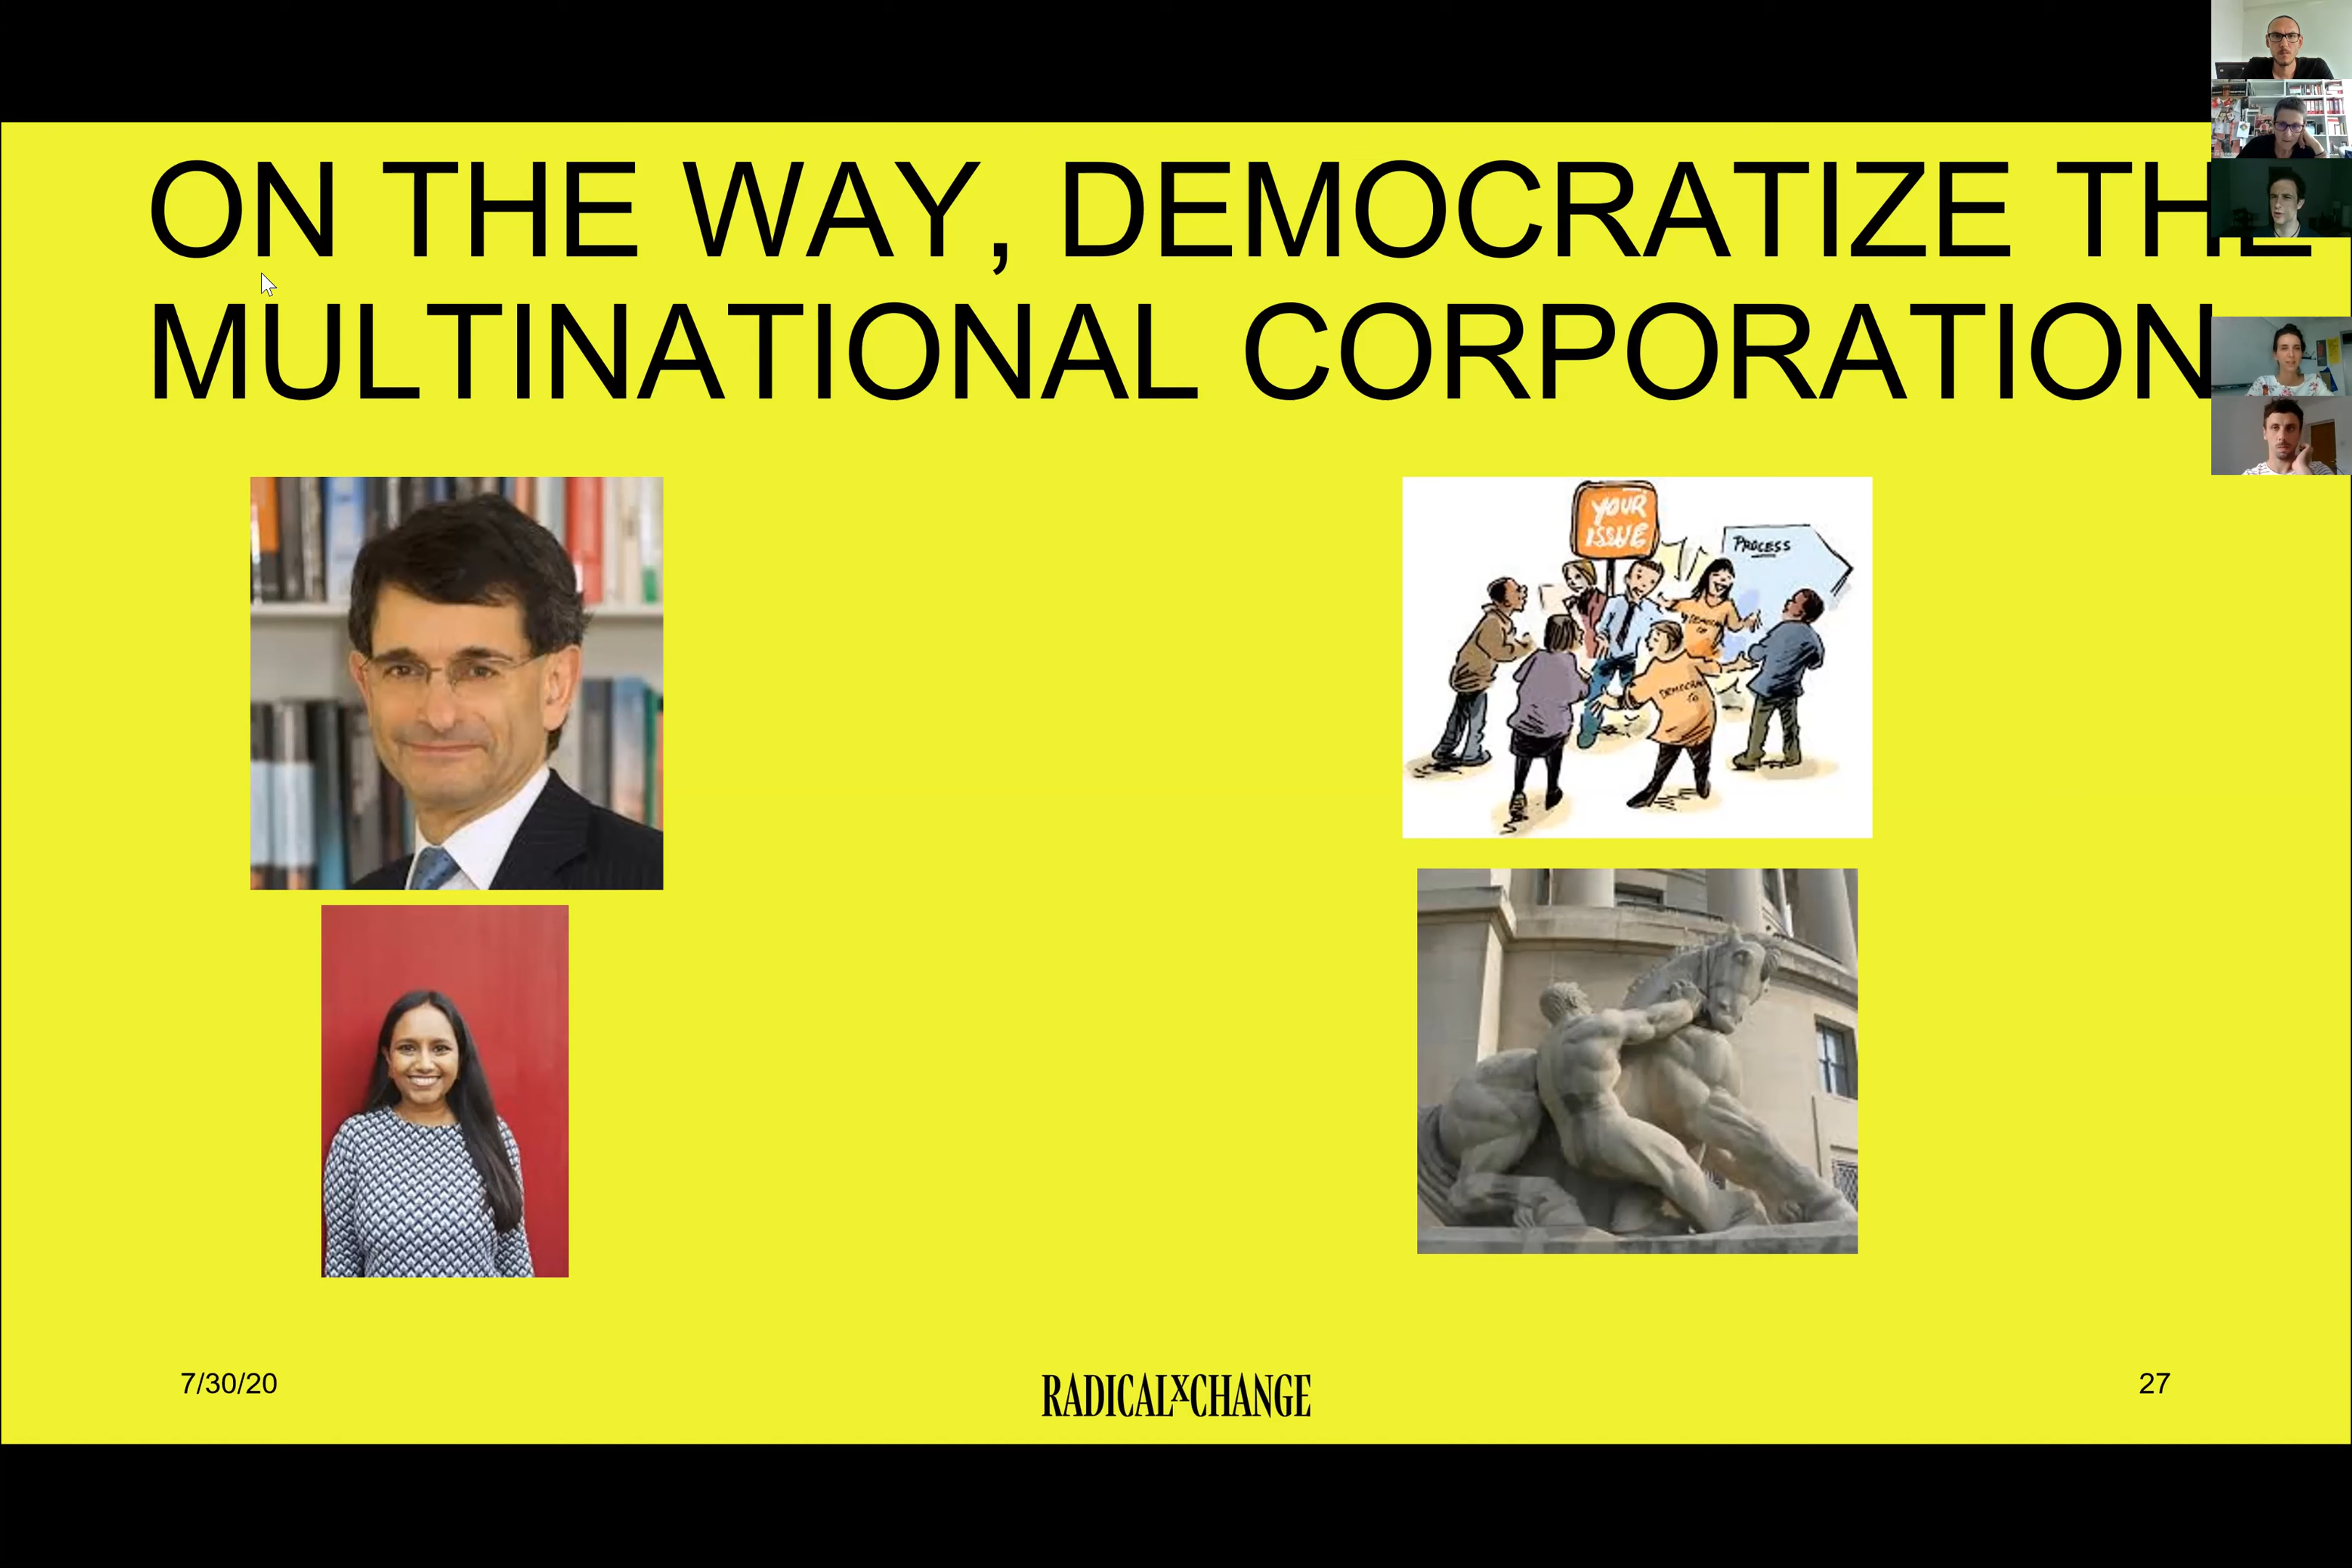 ON THE WAY, DEMOCRATIZE THE
MULTINATIONAL CORPORATION
YOUR
ISSUE
PROCESS
7/30/20
RADICALXCHANGE
27